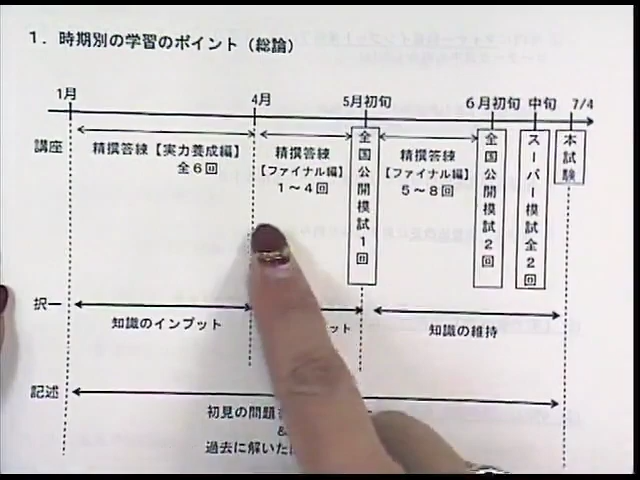 1．時期別の学習のポイント（総論）
1月
4月
5月初旬
6月初旬
中旬
7/4
講座
精撰答練【実力養成編】
全6回
精撰答練
【ファイナル編】
1～4回
全国公開模試1回
精撰答練
【ファイナル編】
5～8回
全国公開模試2回
スーパー模試全2回
本試験
択一
知識のインプット
ット
知識の維持
記述
初見の問題
&
過去に解いた